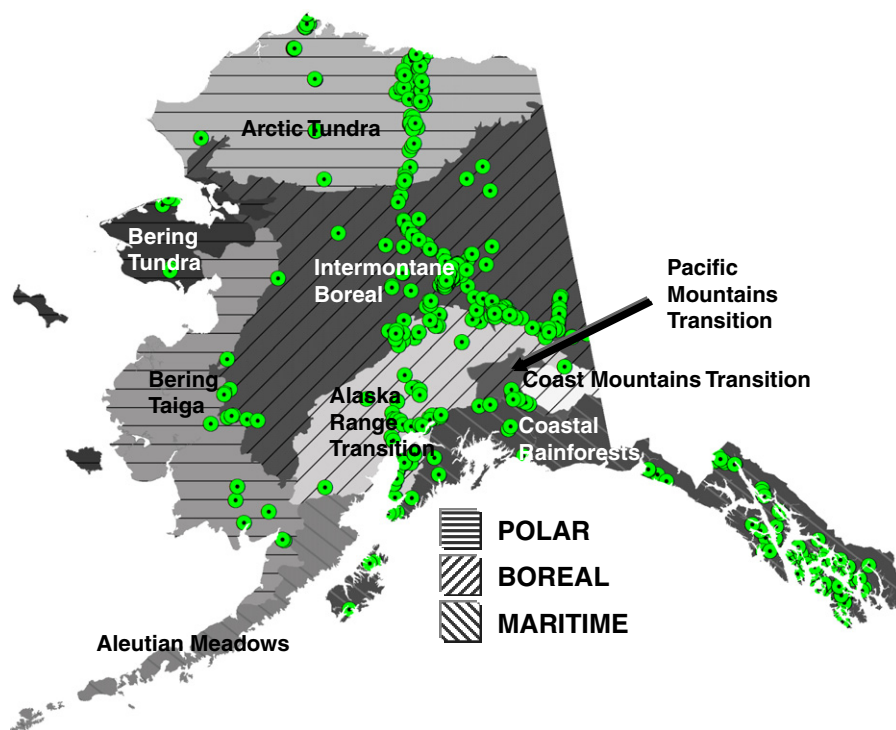 Arctic Tundra
Bering
Tundra
Intermontane
Boreal
Pacific
Mountains
Transition
Bering
Taiga
Alaska
Range
Transition
Coast Mountains Transition
Coastal
Rainforests
POLAR
BOREAL
MARITIME
Aleutian Meadows